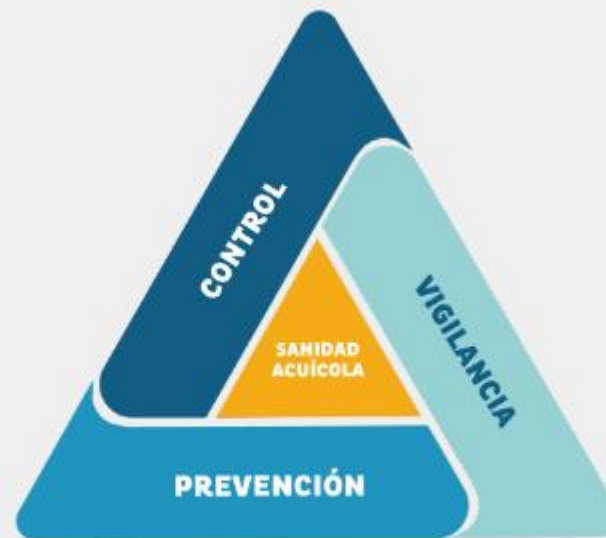 CONTROL
VIGILANCIA
SANIDAD
ACUÍCOLA
PREVENCIÓN